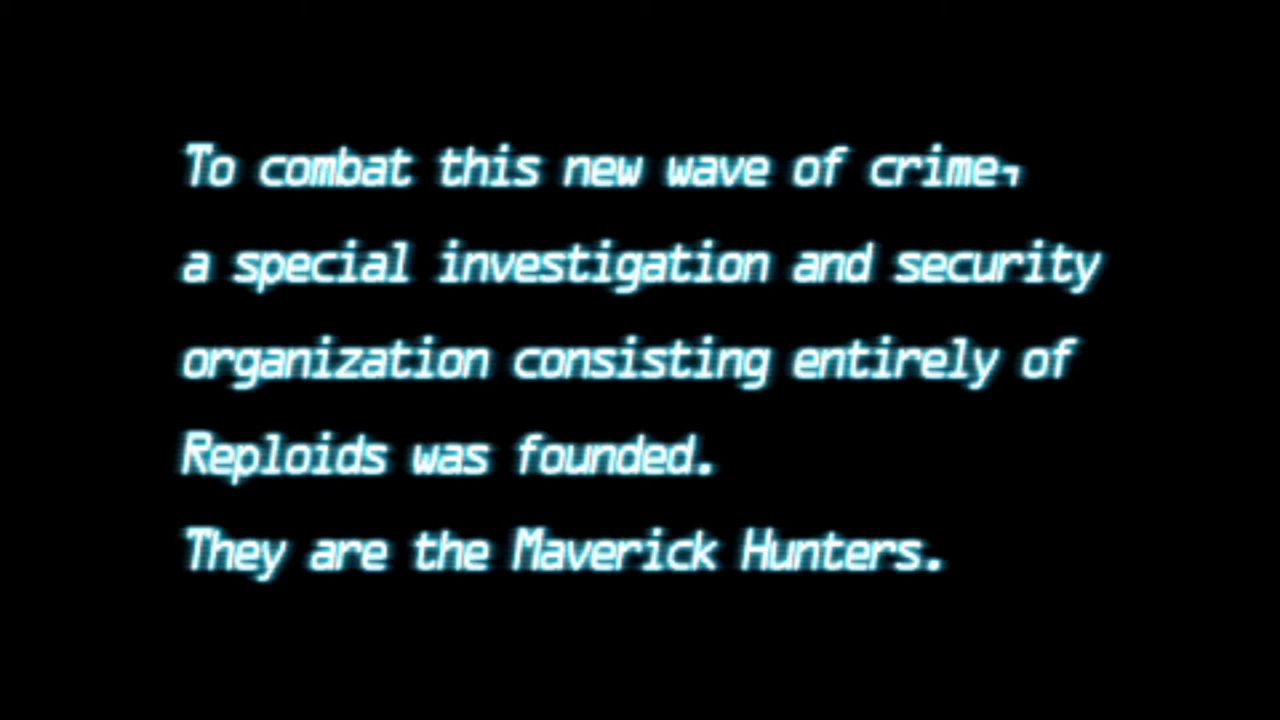 To combat this new wave of crime,
a special investigation and security
organization consisting entirely of
Reploids was founded.
They are the Maverick Hunters.